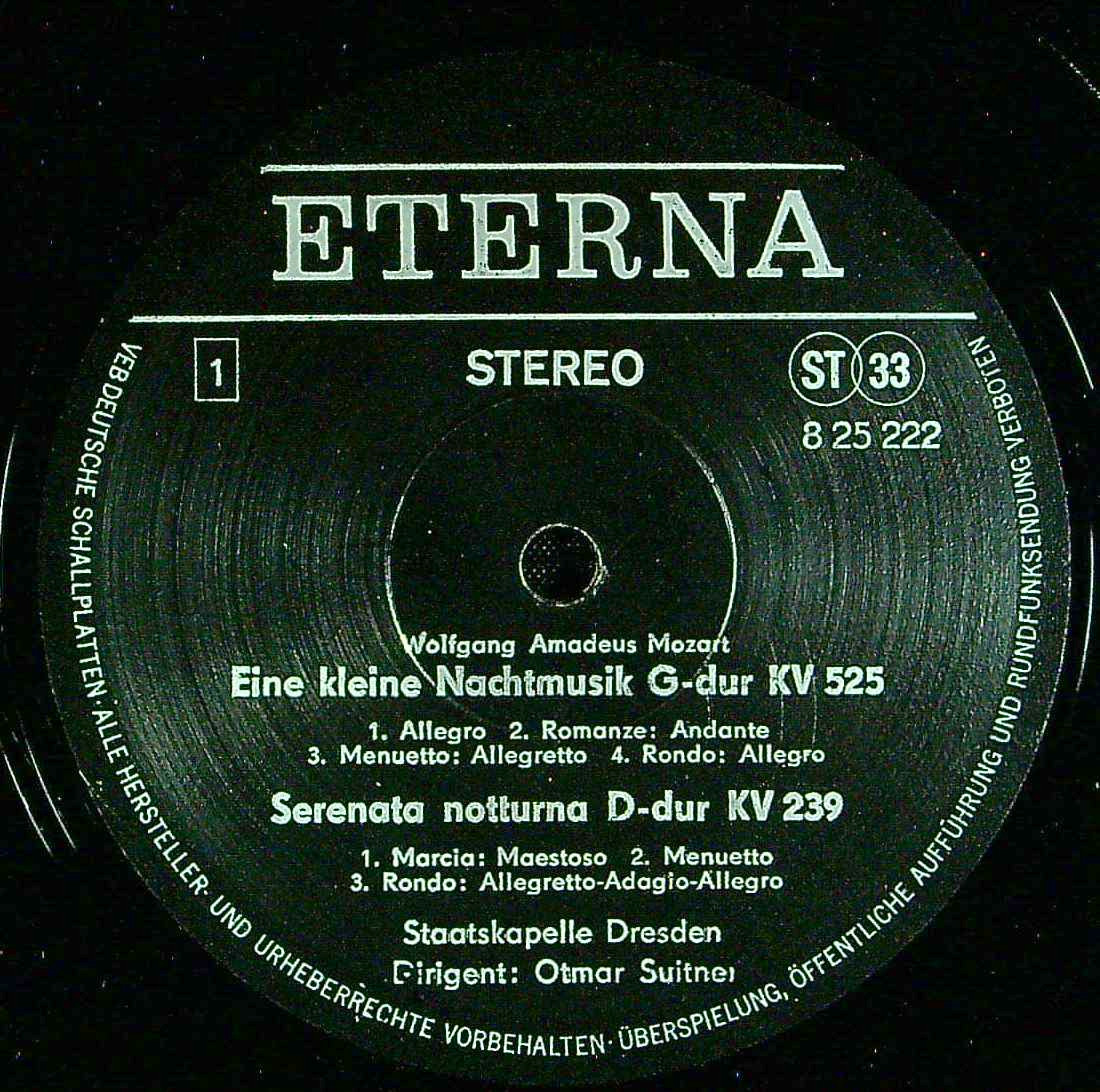 ETERNA
1
STEREO
ST 33
8 25 222
Wolfgang Amadeus Mozart
Eine kleine Nachtmusik G-dur KV 525
1. Allegro 2. Romanze: Andante
3. Menuetto: Allegretto 4. Rondo: Allegro
Serenata notturna D-dur KV 239
1. Marcia: Maestoso 2. Menuetto
3. Rondo: Allegretto-Adagio-Allegro
Staatskapelle Dresden
Dirigent: Otmar Suitner
VEB DEUTSCHE SCHALLPLATTEN · ALLE HERSTELLER- UND URHEBERRECHTE VORBEHALTEN · ÜBERSPIELUNG, ÖFFENTLICHE AUFFÜHRUNG UND RUNDFUNKSENDUNG VERBOTEN